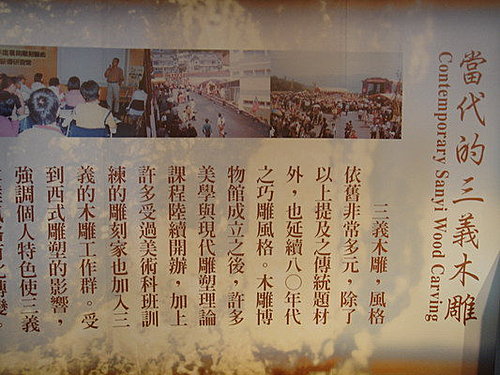 當代的三義木雕
Contemporary Sanyi Wood Carving
三義木雕，風格
依舊非常多元，除了
以上提及之傳統題材
外，也延續八〇年代
之巧雕風格。木雕博
物館成立之後，許多
美學與現代雕塑理論
課程陸續開辦，加上
許多受過美術科班訓
練的雕刻家也加入三
義的木雕工作群。受
到西式雕塑的影響，
強調個人特色使三義